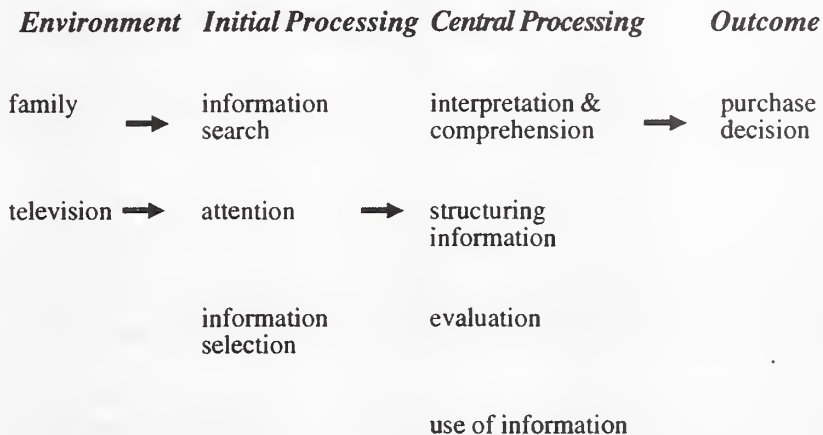 Environment Initial Processing Central Processing Outcome
family → information interpretation & purchase
search comprehension → decision
television → attention → structuring
information
information evaluation
selection
use of information